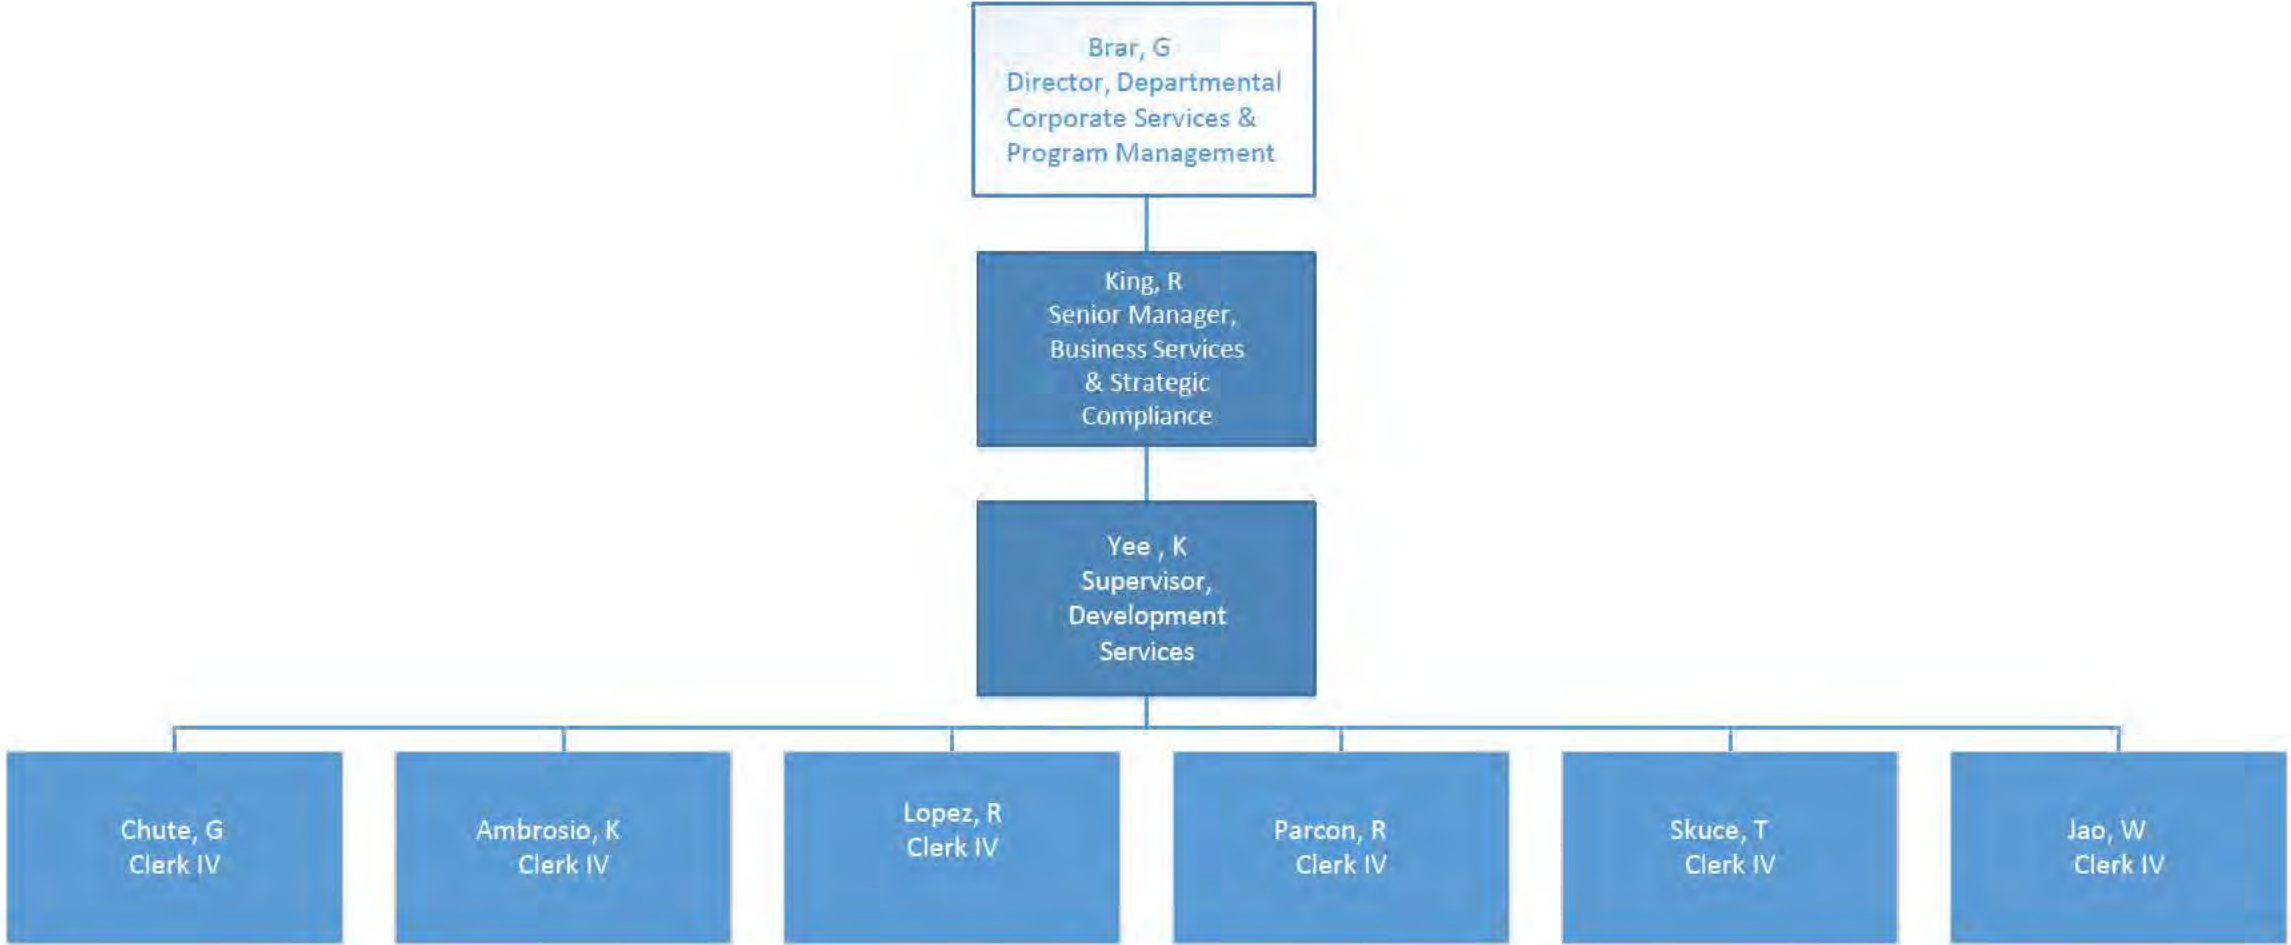 Brar, G
Director, Departmental
Corporate Services &
Program Management
King, R
Senior Manager,
Business Services
& Strategic
Compliance
Yee , K
Supervisor,
Development
Services
Chute, G
Clerk IV
Ambrosio, K
Clerk IV
Lopez, R
Clerk IV
Parcon, R
Clerk IV
Skuce, T
Clerk IV
Jao, W
Clerk IV